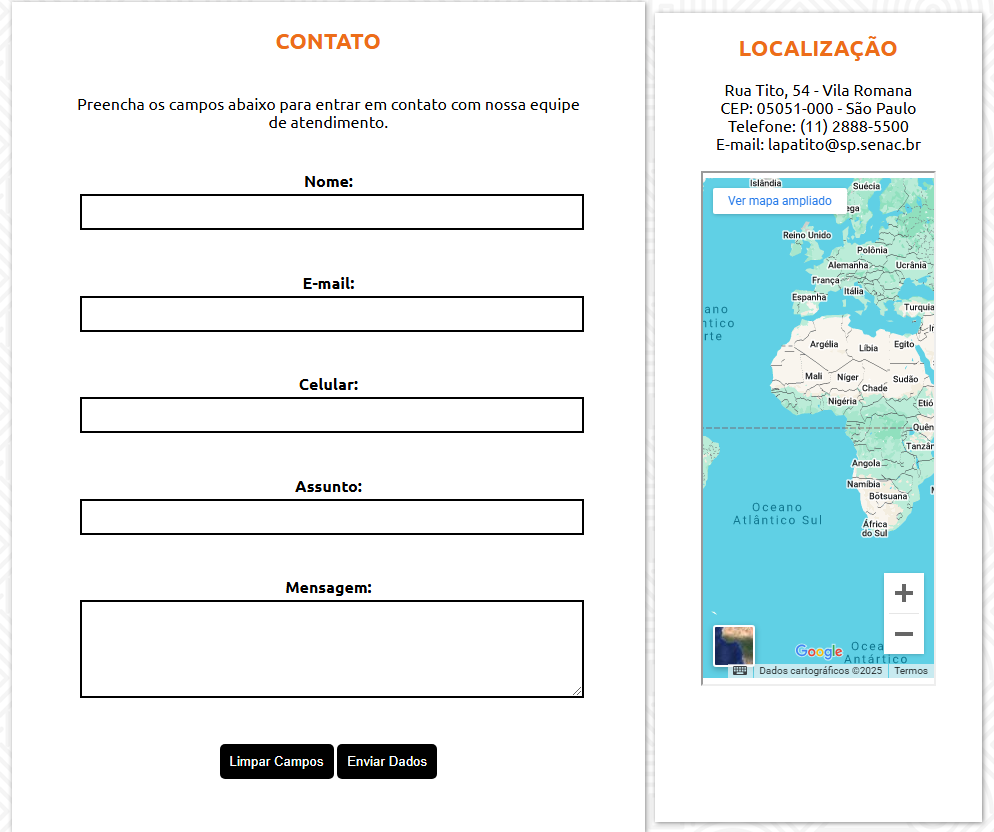 CONTATO
Preencha os campos abaixo para entrar em contato com nossa equipe
de atendimento.
Nome:
E-mail:
Celular:
Assunto:
Mensagem:
Limpar Campos
Enviar Dados
LOCALIZAÇÃO
Rua Tito, 54 - Vila Romana
CEP: 05051-000 - São Paulo
Telefone: (11) 2888-5500
E-mail: lapatito@sp.senac.br
Islândia
Suécia
Ver mapa ampliado
ega
Reino Unido
Polônia
Alemanha
Ucrânia
França
Itália
Espanha
Turquia
ano
ntico
rte
Ir
Argélia
Líbia
Egito
Mali
Níger
Sudão
Chade
Nigéria
Etió
Quên
Tanzân
Angola
Namíbia
Botsuana
M
Oceano
Atlântico Sul
África
do Sul
+
−
Google
Ocea
Antártico
Dados cartográficos ©2025
Termos